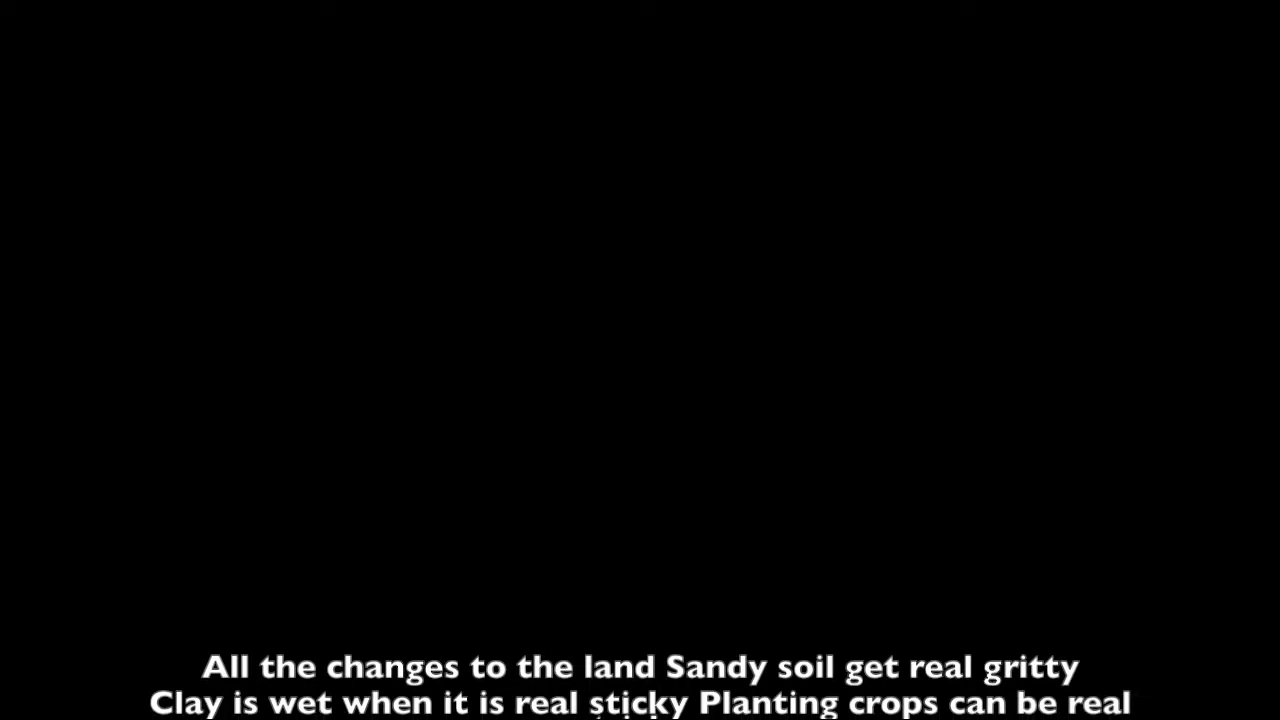 All the changes to the land Sandy soil get real gritty
Clay is wet when it is real sticky Planting crops can be real